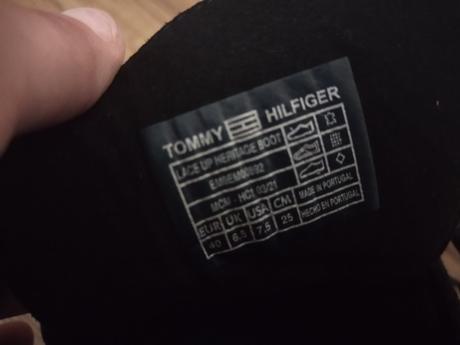 TOMMY HILFIGER
LACE UP HERITAGE BOOT
MCM - HCI 03/21
EUR UK USA CM
40 6.5 7.5 25
MADE IN PORTUGAL
HECHO EN PORTUGAL